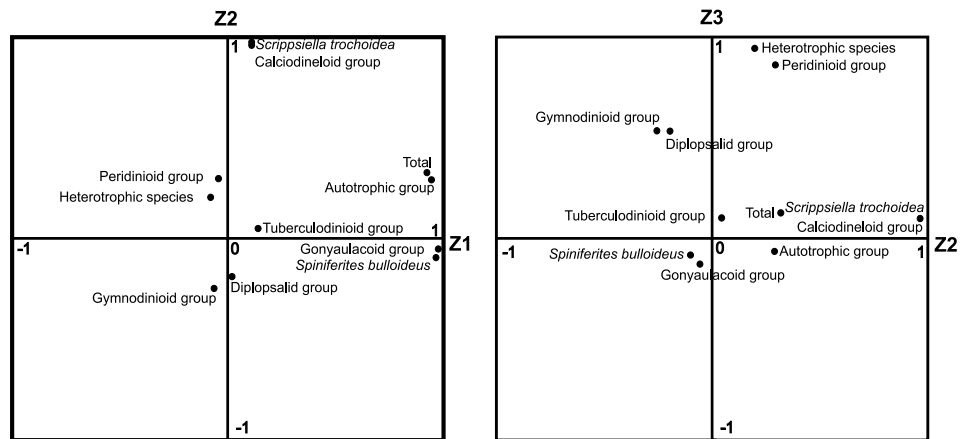 Z2
1
Scrippsiella trochoidea
Calciodineloid group
Total
Peridinioid group
Autotrophic group
Heterotrophic species
Tuberculodinioid group
1
-1
0
Gonyaulacoid group
Z1
Spiniferites bulloideus
Diplopsalid group
Gymnodinioid group
-1
Z3
1
Heterotrophic species
Peridinioid group
Gymnodinioid group
Diplopsalid group
Scrippsiella trochoidea
Tuberculodinioid group
Total
Calciodineloid group
-1
0
1
Z2
Spiniferites bulloideus
Autotrophic group
Gonyaulacoid group
-1